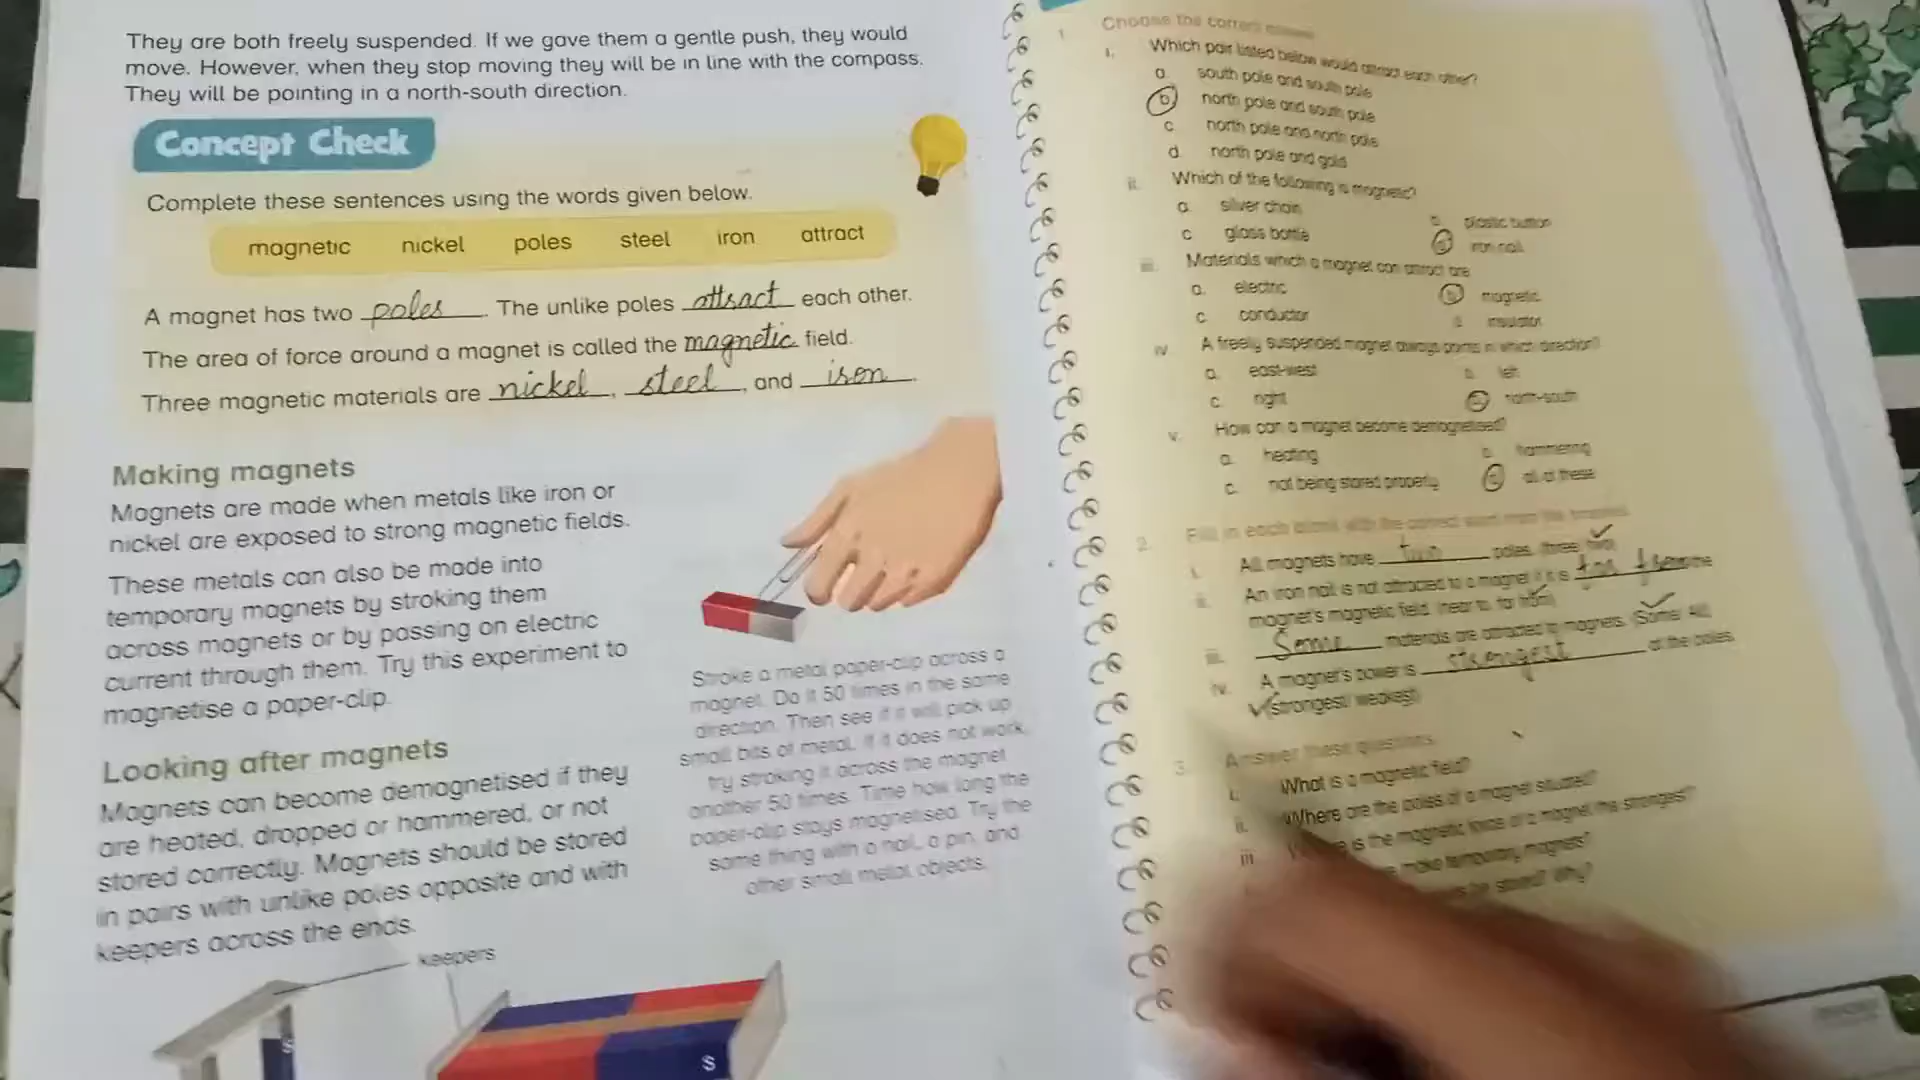 They are both freely suspended. If we gave them a gentle push, they would
move. However, when they stop moving they will be in line with the compass.
They will be pointing in a north-south direction.
Concept Check
Complete these sentences using the words given below.
magnetic nickel poles steel iron attract
A magnet has two poles. The unlike poles attract each other.
The area of force around a magnet is called the magnetic field.
Three magnetic materials are nickel, steel, and iron.
Making magnets
Magnets are made when metals like iron or
nickel are exposed to strong magnetic fields.
These metals can also be made into
temporary magnets by stroking them
across magnets or by passing on electric
current through them. Try this experiment to
magnetise a paper-clip.
Stroke a metal paper-clip across a
magnet. Do it 50 times in the same
direction. Then see if it will pick up
small bits of metal. If it does not work,
try stroking it across the magnet
another 50 times. Time how long the
paper-clip stays magnetised. Try the
same thing with a nail, a pin, and
other small metal objects.
Looking after magnets
Magnets can become demagnetised if they
are heated, dropped or hammered, or not
stored correctly. Magnets should be stored
in pairs with unlike poles opposite and with
keepers across the ends.
keepers
S
S
1. Choose the correct answer.
i. Which pair listed below would attract each other?
a. south pole and south pole
b north pole and south pole
c. north pole and north pole
d. north pole and gold
ii. Which of the following is magnetic?
a. silver chain
plastic button
c. glass bottle
iron nail
iii. Materials which a magnet can attract are
a. electric
magnetic
c. conductor
insulator
iv. A freely suspended magnet always points in which direction?
a. east-west
left
c. right
north-south
v. How can a magnet become demagnetised?
a. heating
hammering
c. not being stored properly
all of these
2. Fill in each blank with the correct word from the brackets.
i. All magnets have two poles. (three/ two)
ii. An iron nail is not attracted to a magnet if it is far from the
magnet's magnetic field. (near to/ far from)
iii. Some materials are attracted to magnets. (Some/ All)
iv. A magnet's power is strongest at the poles.
(strongest/ weakest)
3. Answer these questions.
i. What is a magnetic field?
ii. Where are the poles of a magnet situated?
iii. is the magnetic force of a magnet the strongest?
make temporary magnets?
be stored? Why?